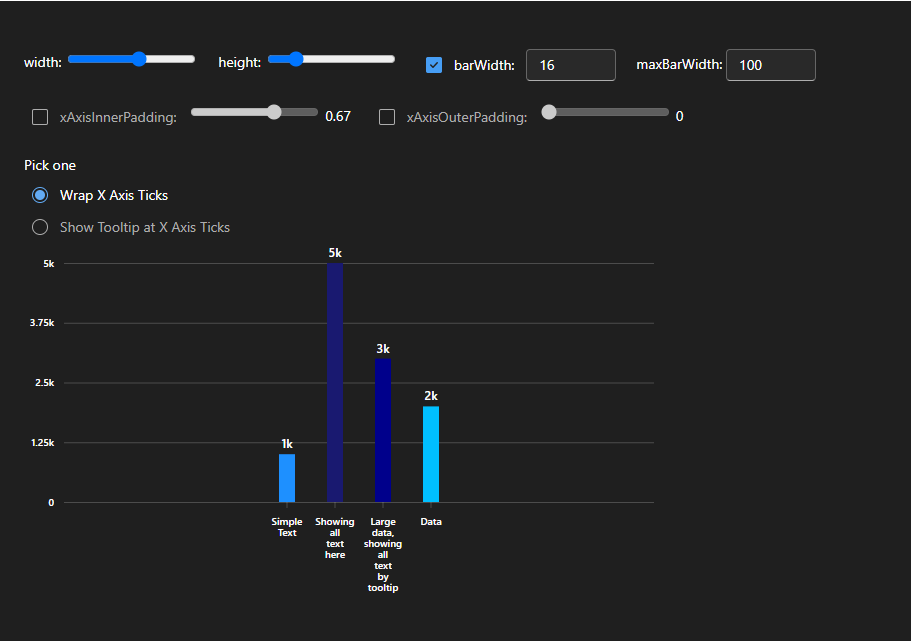 width: height: barWidth: 16 maxBarWidth: 100
xAxisInnerPadding: 0.67 xAxisOuterPadding: 0
Pick one
Wrap X Axis Ticks
Show Tooltip at X Axis Ticks
5k
5k
3.75k
3k
2.5k
2k
1.25k
1k
0
Simple
Text
Showing
all
text
here
Large
data,
showing
all
text
by
tooltip
Data